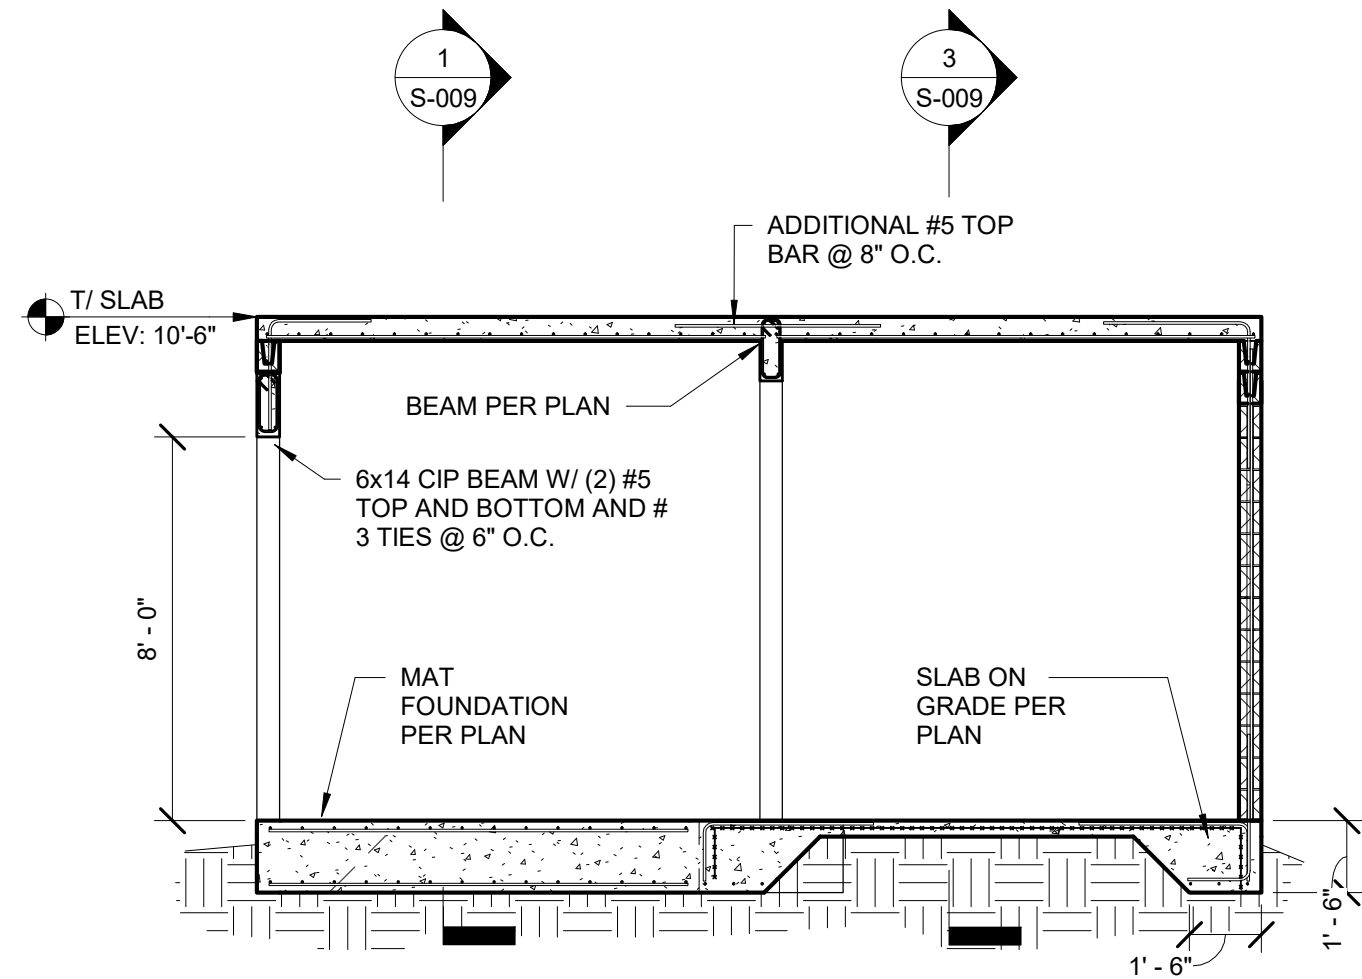 1
S-009
3
S-009
ADDITIONAL #5 TOP
BAR @ 8" O.C.
T/ SLAB
ELEV: 10'-6"
BEAM PER PLAN
6x14 CIP BEAM W/ (2) #5
TOP AND BOTTOM AND #
3 TIES @ 6" O.C.
8' - 0"
MAT
FOUNDATION
PER PLAN
SLAB ON
GRADE PER
PLAN
1' - 6"
1' - 6"